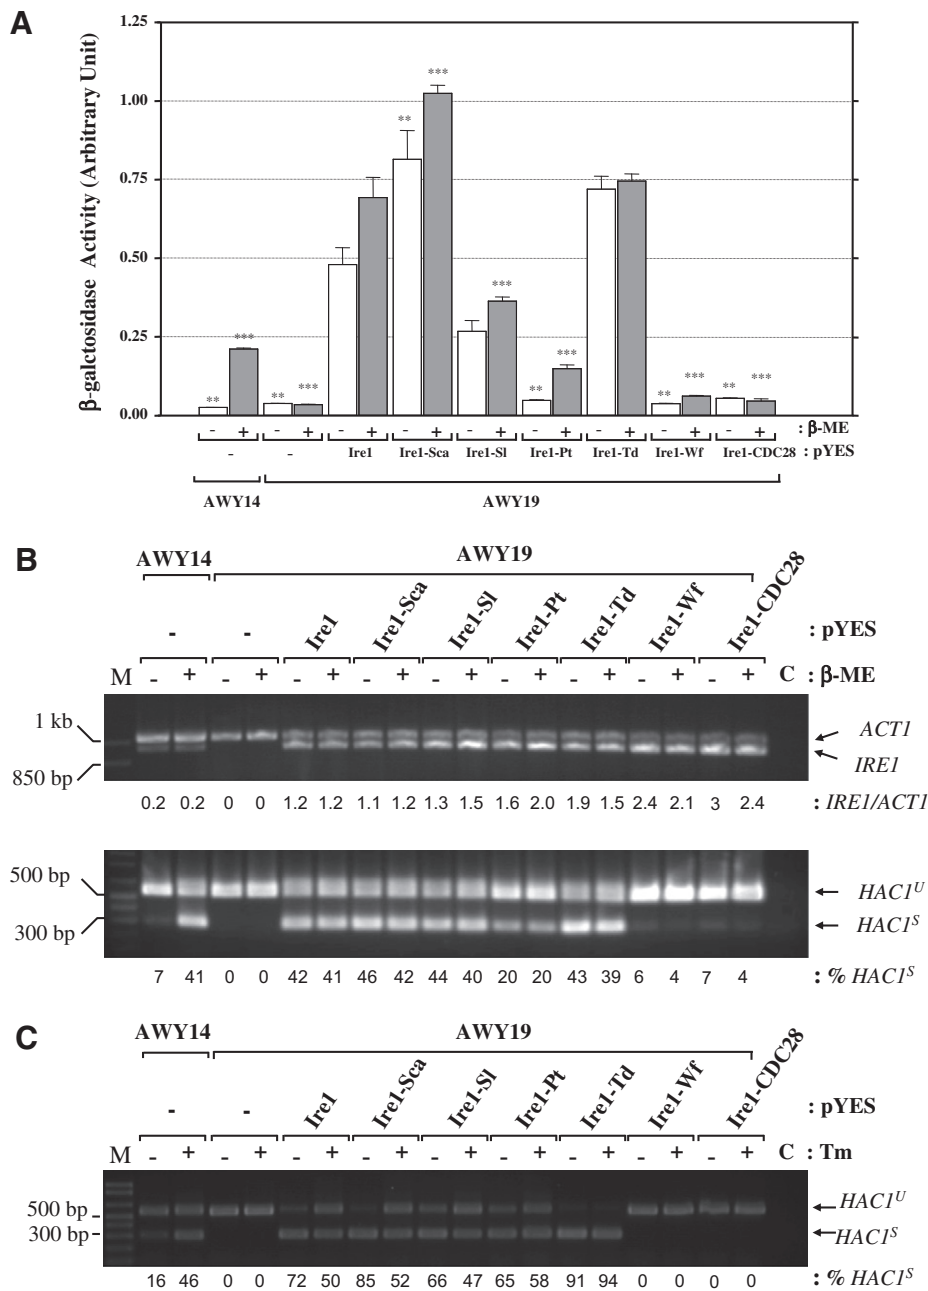 A
β-galctosidase Activity (Arbitrary Unit)
1.25
1.00
0.75
0.50
0.25
0.00
** *** ** *** ** *** *** ** *** ** *** ** ***
- + - + - + - + - + - + - + - + - + : β-ME
- - Ire1 Ire1-Sca Ire1-Sl Ire1-Pt Ire1-Td Ire1-Wf Ire1-CDC28 : pYES
AWY14 AWY19
B
AWY14 AWY19
- - Ire1 Ire1-Sca Ire1-Sl Ire1-Pt Ire1-Td Ire1-Wf Ire1-CDC28 : pYES
M - + - + - + - + - + - + - + - + - + C : β-ME
1 kb
850 bp
ACT1
IRE1
0.2 0.2 0 0 1.2 1.2 1.1 1.2 1.3 1.5 1.6 2.0 1.9 1.5 2.4 2.1 3 2.4 : IRE1/ACT1
500 bp
300 bp
HAC1U
HAC1S
7 41 0 0 42 41 46 42 44 40 20 20 43 39 6 4 7 4 : % HAC1S
C
AWY14 AWY19
- - Ire1 Ire1-Sca Ire1-Sl Ire1-Pt Ire1-Td Ire1-Wf Ire1-CDC28 : pYES
M - + - + - + - + - + - + - + - + - + C : Tm
500 bp
300 bp
HAC1U
HAC1S
16 46 0 0 72 50 85 52 66 47 65 58 91 94 0 0 0 0 : % HAC1S